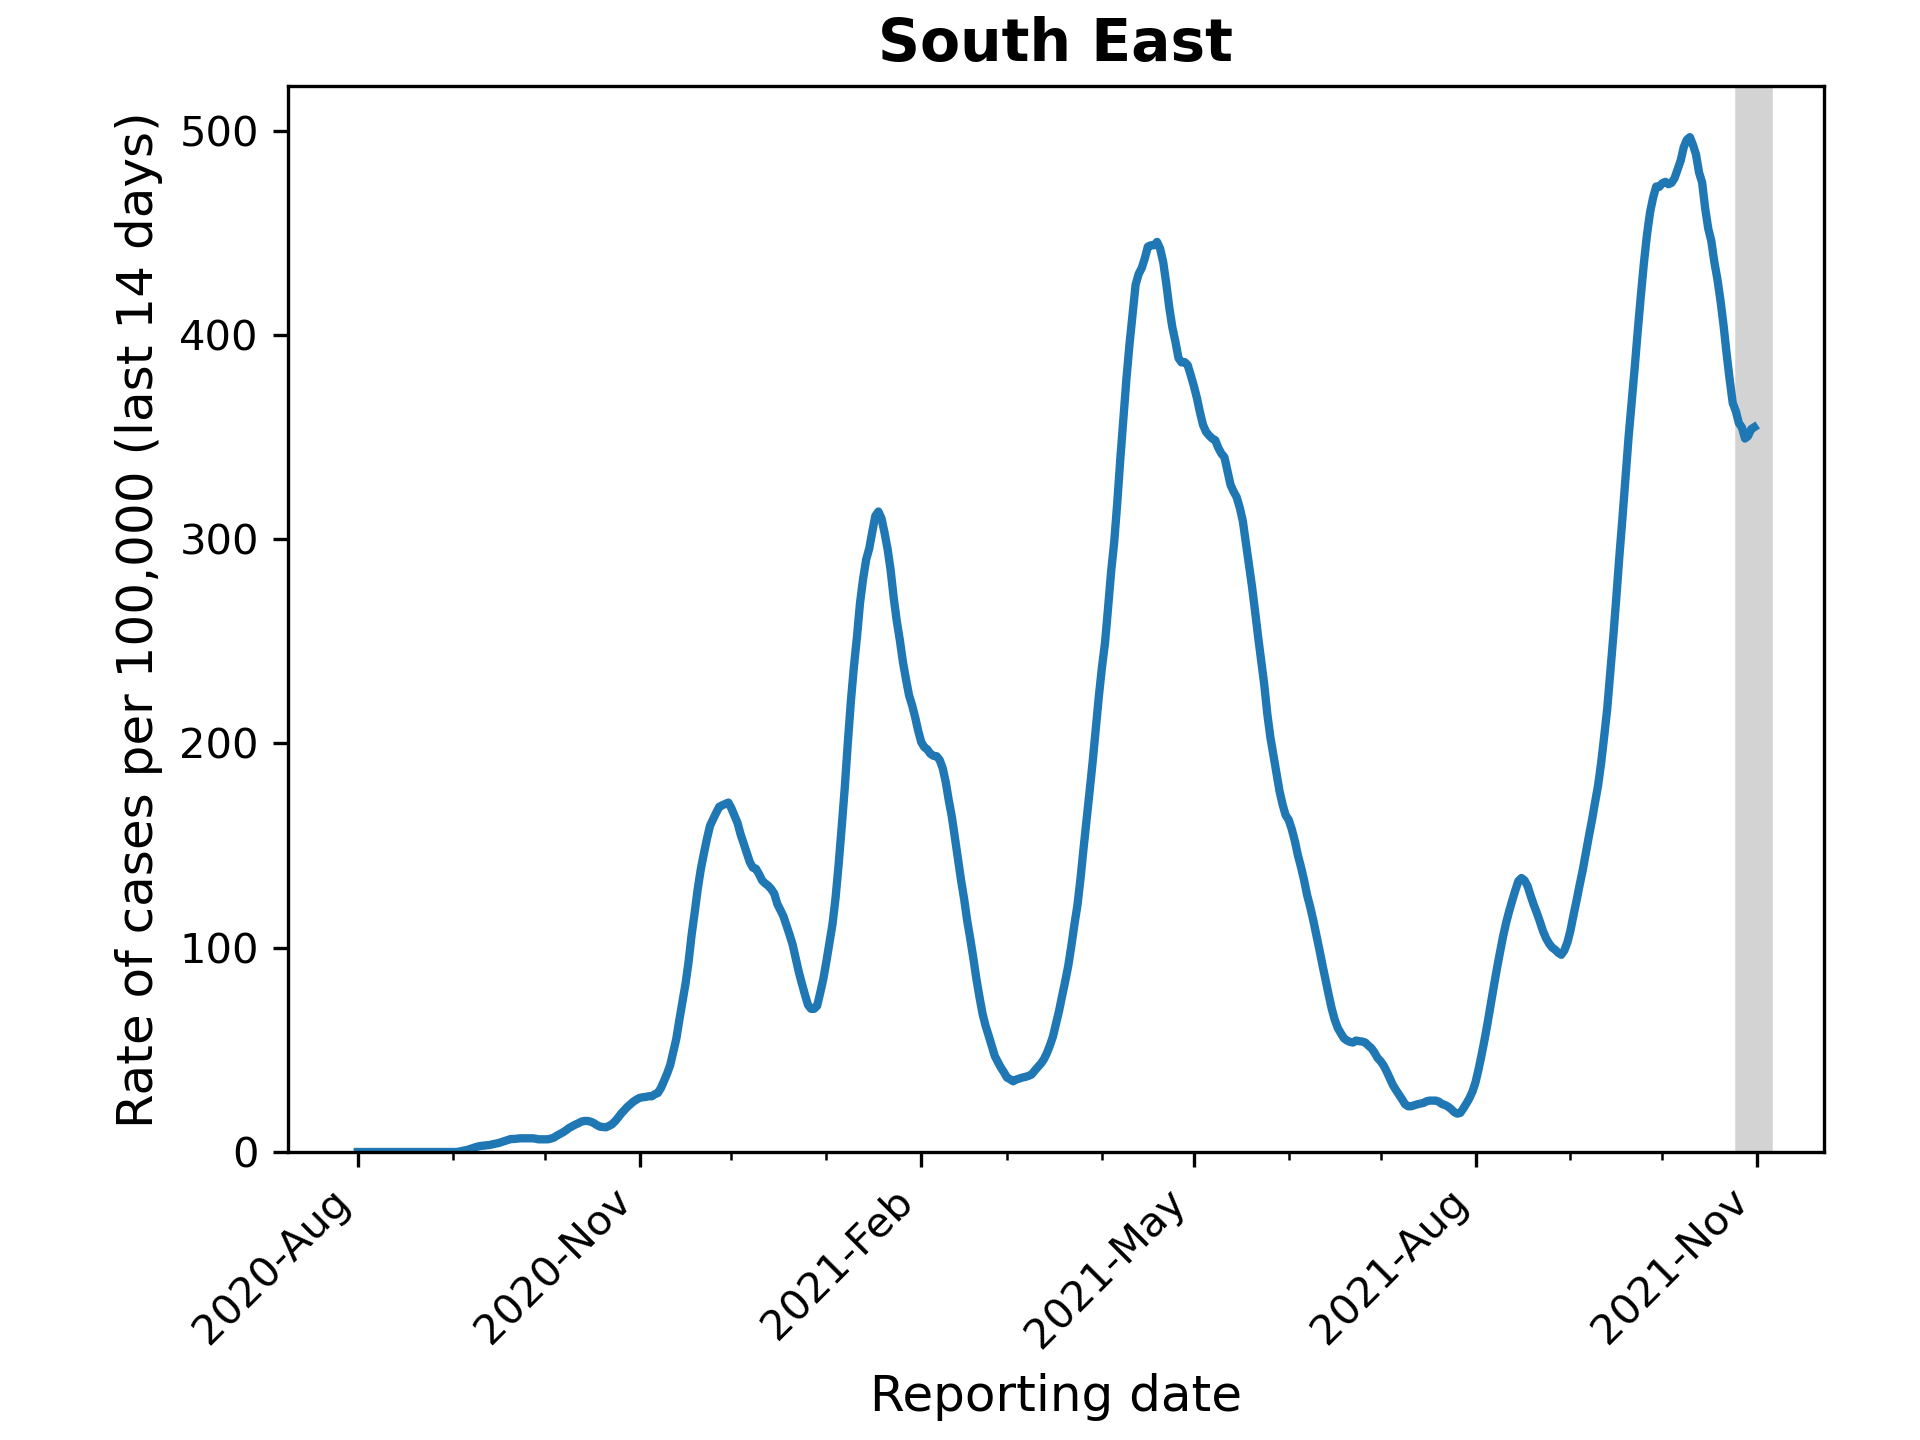 South East
Rate of cases per 100,000 (last 14 days)
500
400
300
200
100
0
2020-Aug
2020-Nov
2021-Feb
2021-May
2021-Aug
2021-Nov
Reporting date